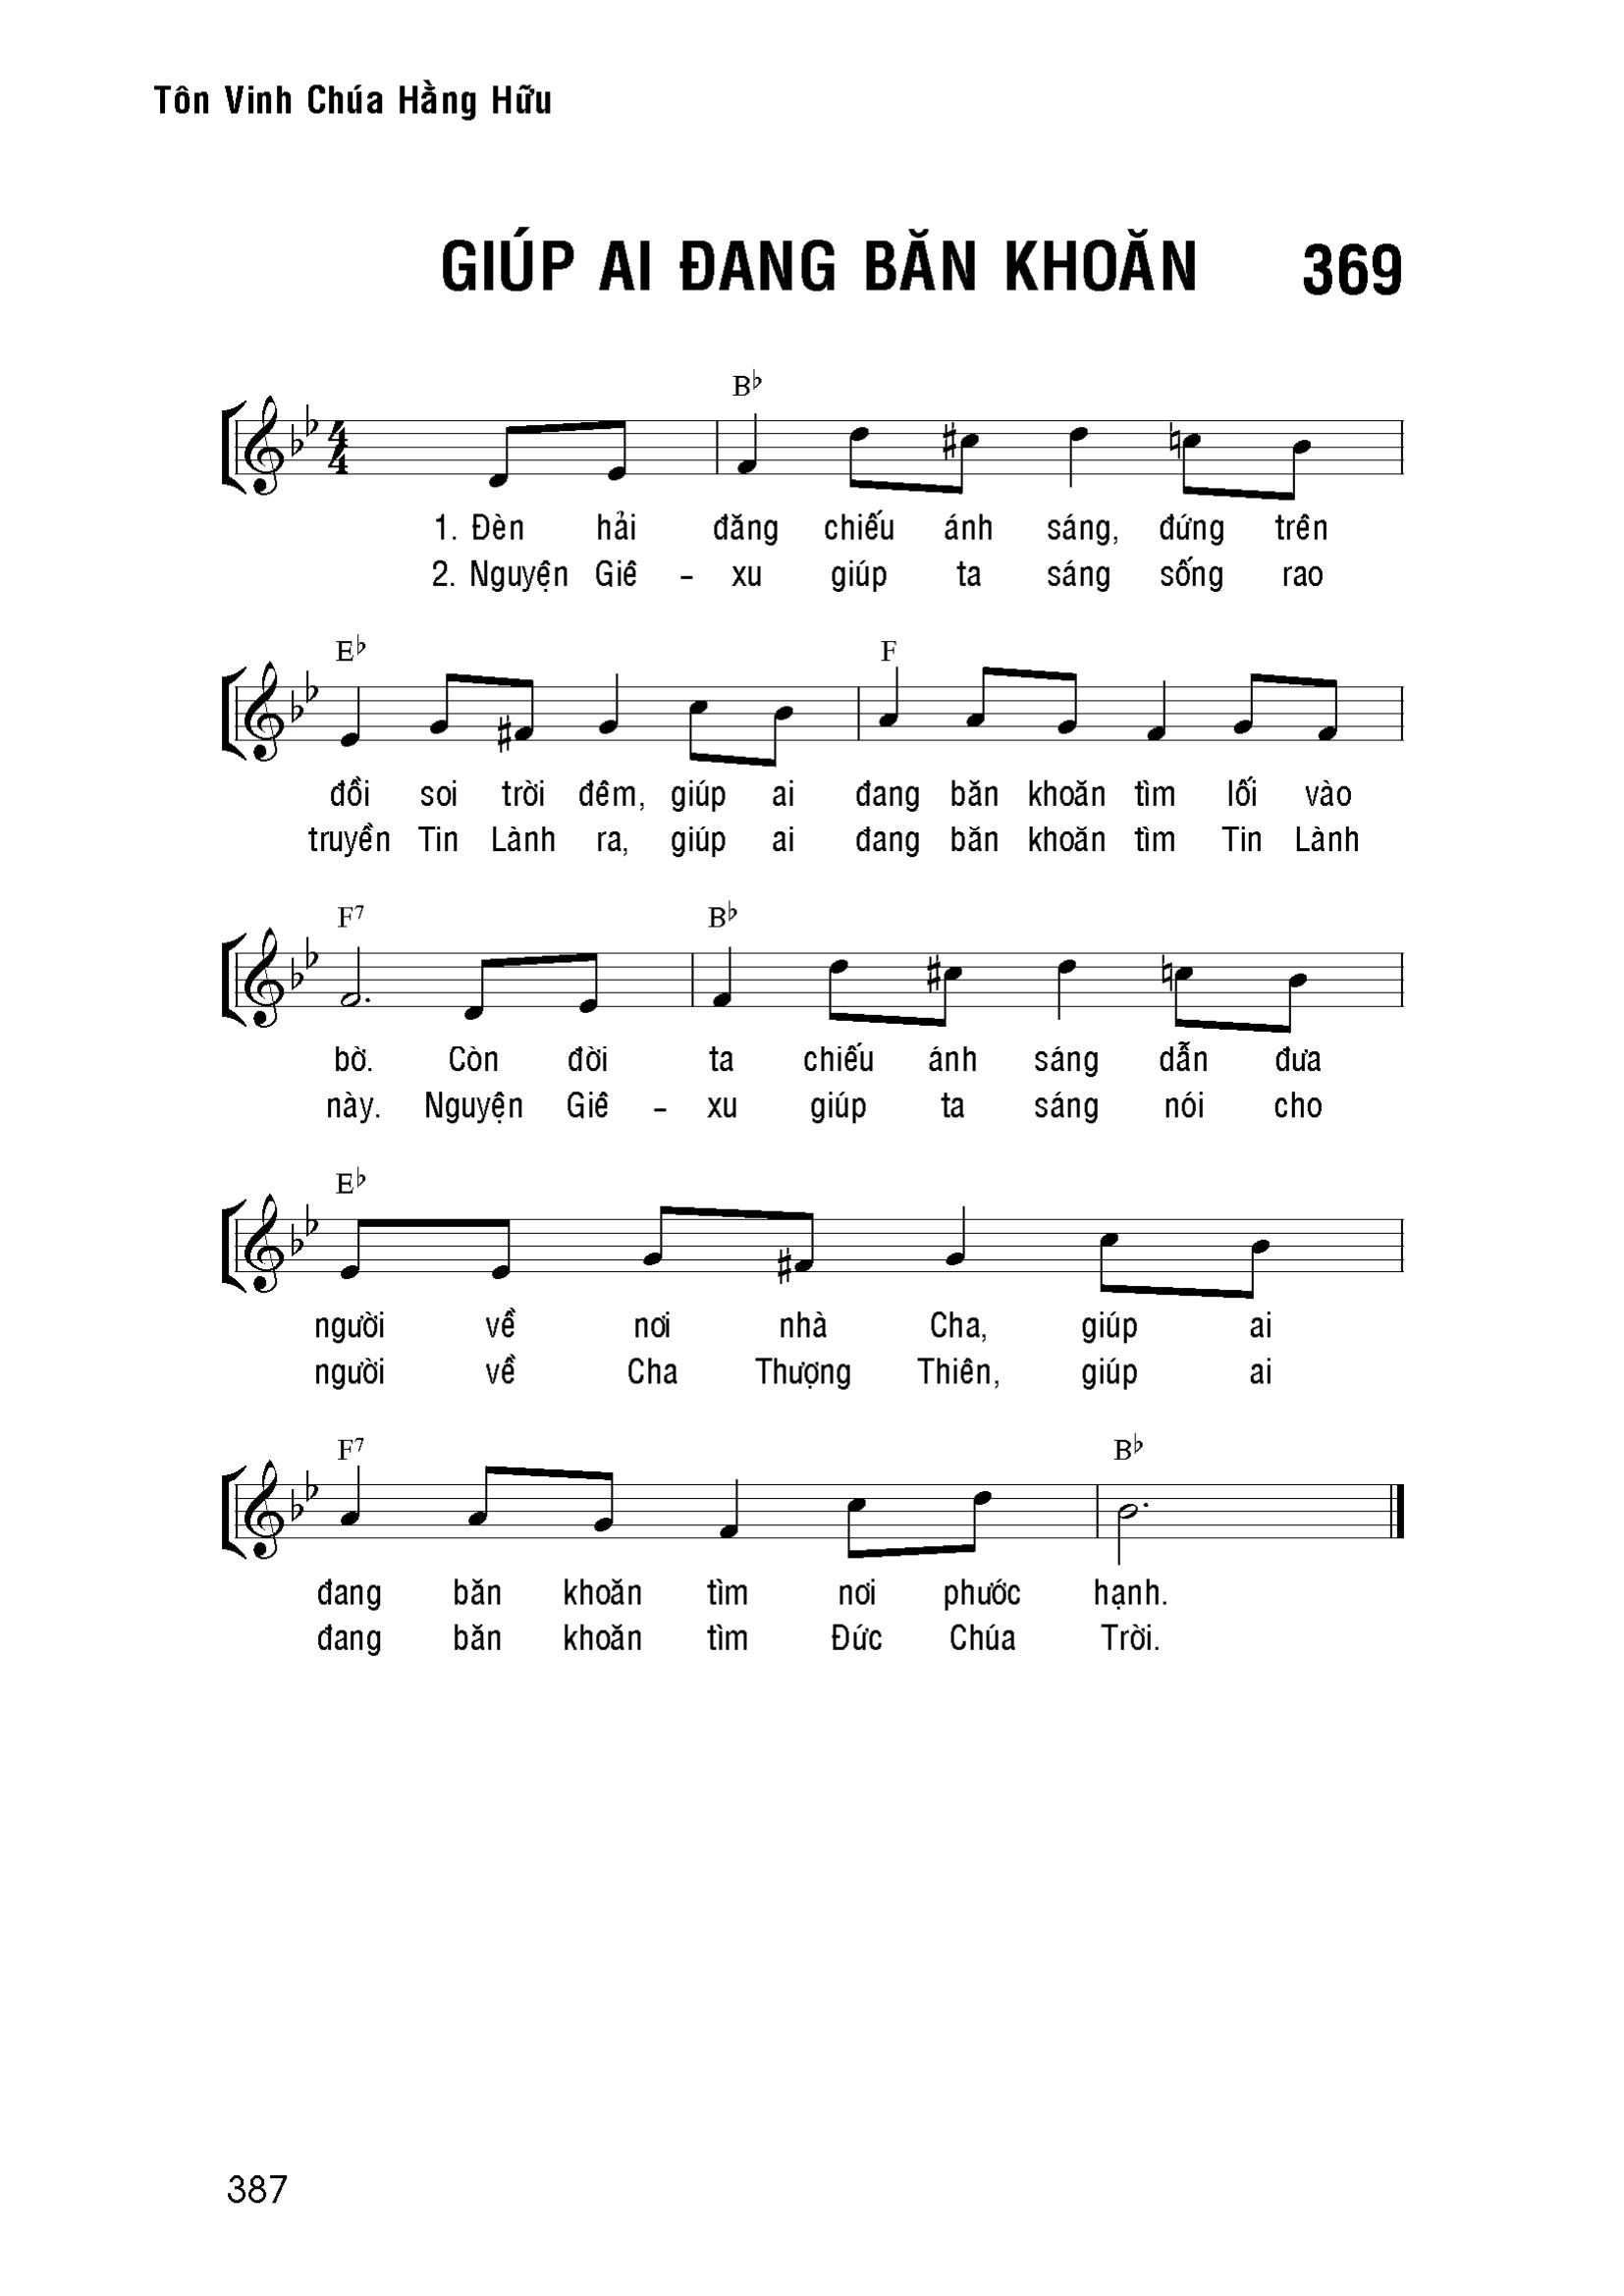 Tôn Vinh Chúa Hằng Hữu
GIÚP AI ĐANG BĂN KHOĂN 369
B♭
4
4
1. Đèn hải đăng chiếu ánh sáng, đứng trên
2. Nguyện Giê - xu giúp ta sáng sống rao
E♭ F
đồi soi trời đêm, giúp ai đang băn khoăn tìm lối vào
truyền Tin Lành ra, giúp ai đang băn khoăn tìm Tin Lành
F7 B♭
bờ. Còn đời ta chiếu ánh sáng dẫn đưa
này. Nguyện Giê - xu giúp ta sáng nói cho
E♭
người về nơi nhà Cha, giúp ai
người về Cha Thượng Thiên, giúp ai
F7 B♭
đang băn khoăn tìm nơi phước hạnh.
đang băn khoăn tìm Đức Chúa Trời.
387